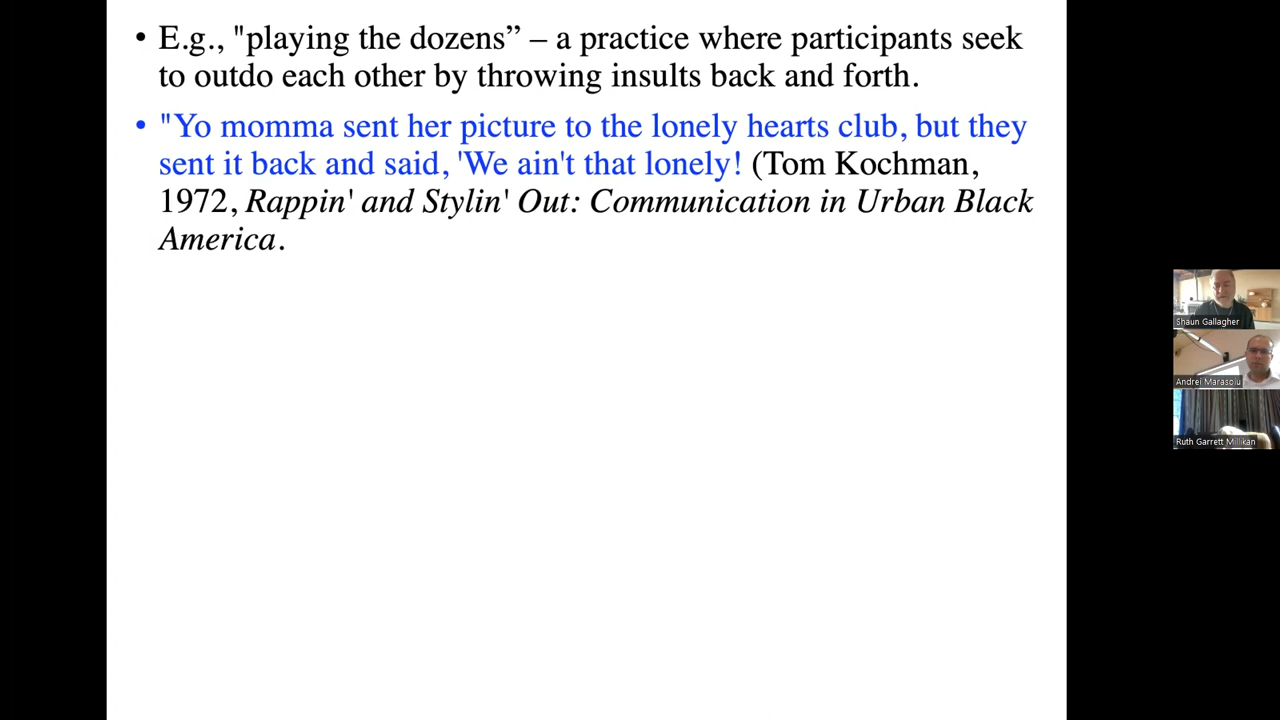 • E.g., "playing the dozens” – a practice where participants seek
to outdo each other by throwing insults back and forth.
• "Yo momma sent her picture to the lonely hearts club, but they
sent it back and said, 'We ain't that lonely! (Tom Kochman,
1972, Rappin' and Stylin' Out: Communication in Urban Black
America.
Shaun Gallagher
Andrei Marasoiu
Ruth Garrett Millikan